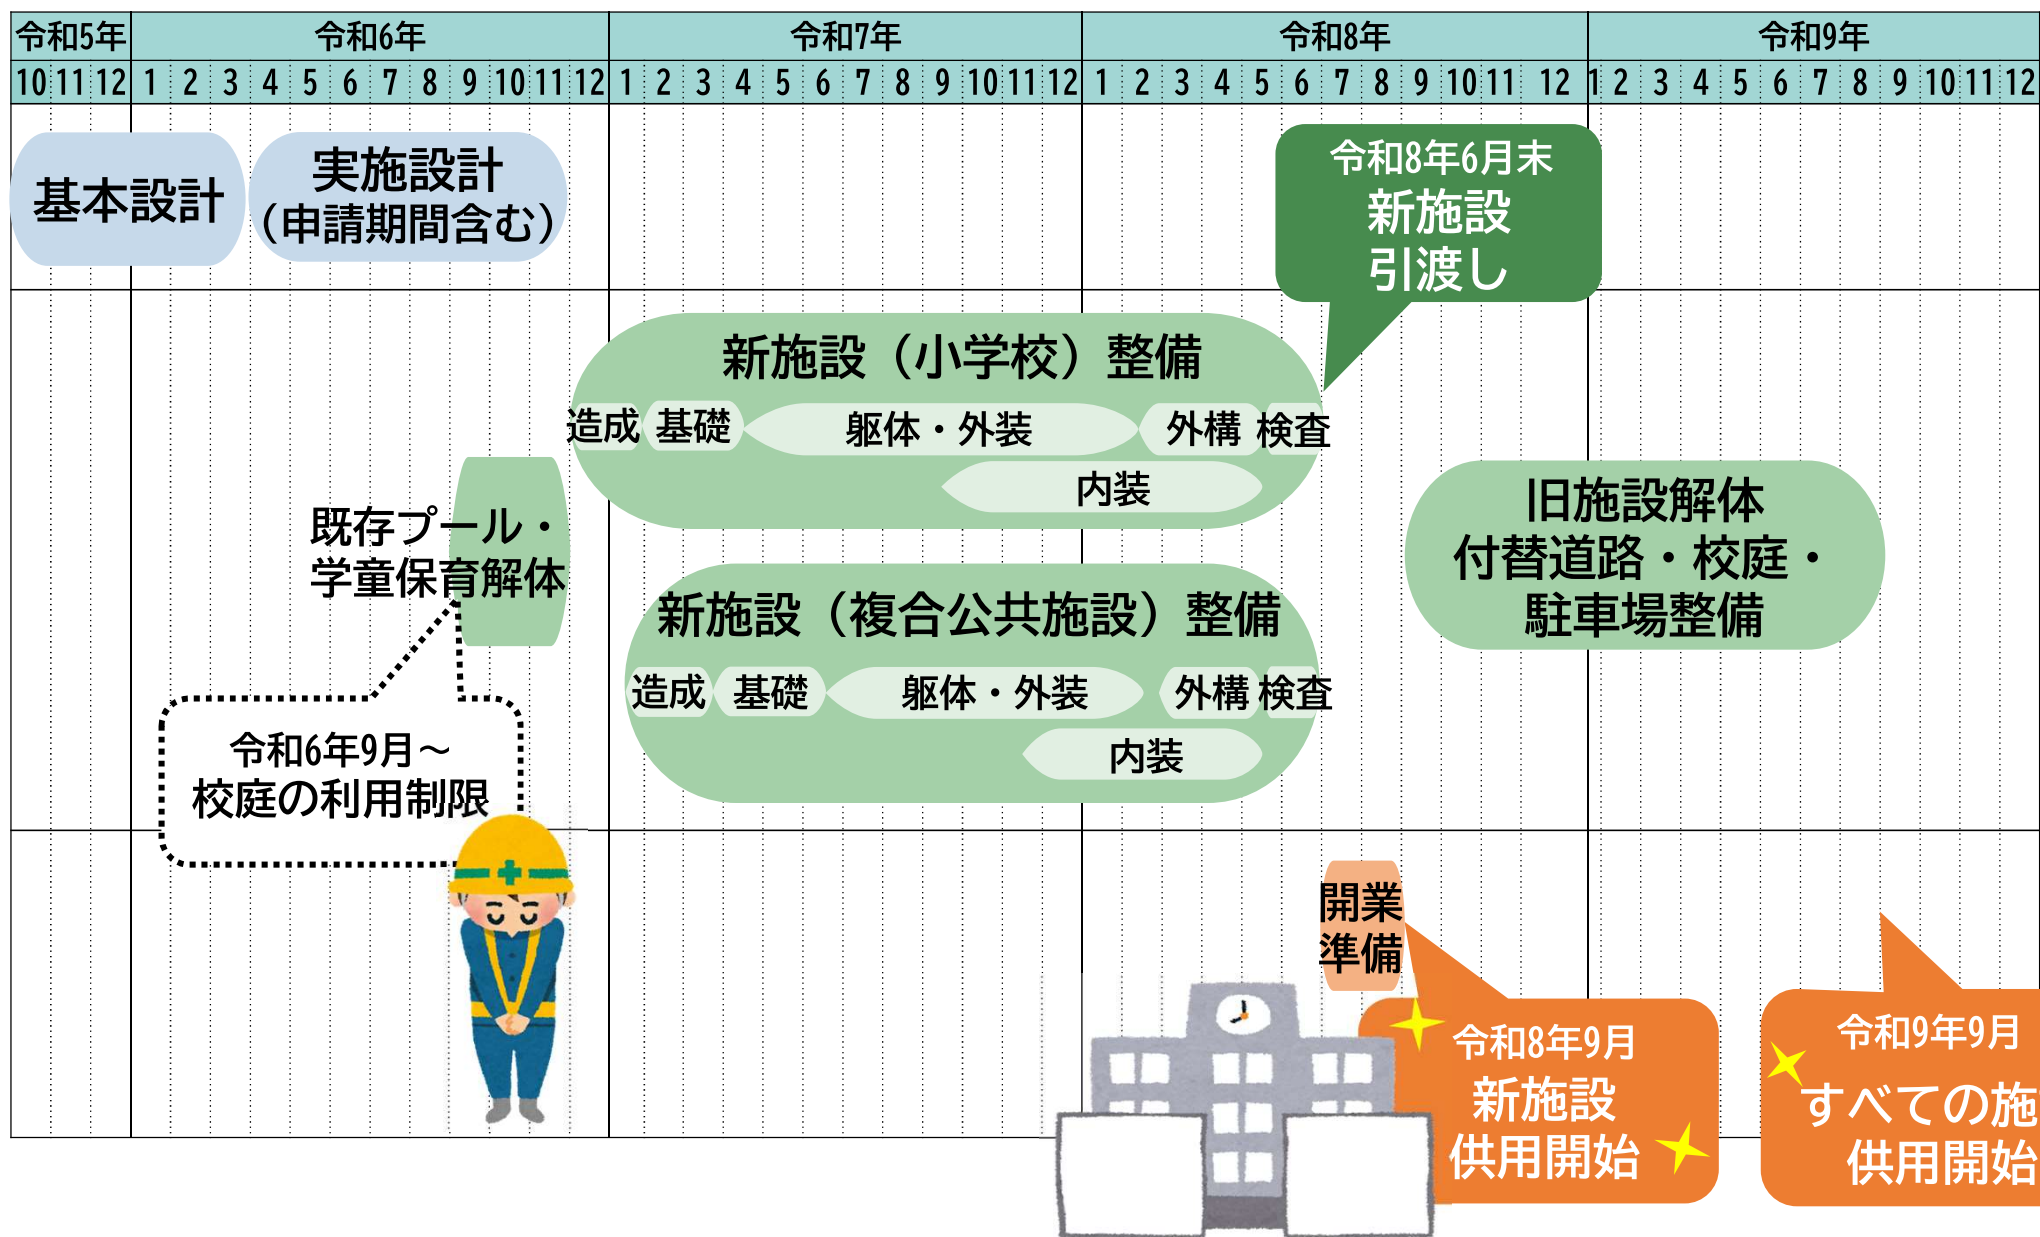 令和5年 令和6年 令和7年 令和8年 令和9年
10 11 12 1 2 3 4 5 6 7 8 9 10 11 12 1 2 3 4 5 6 7 8 9 10 11 12 1 2 3 4 5 6 7 8 9 10 11 12 1 2 3 4 5 6 7 8 9 10 11 12
基本設計
実施設計
（申請期間含む）
令和8年6月末
新施設
引渡し
新施設（小学校）整備
造成 基礎 躯体・外装 外構 検査
内装
既存プール・
学童保育解体
旧施設解体
付替道路・校庭・
駐車場整備
新施設（複合公共施設）整備
造成 基礎 躯体・外装 外構 検査
内装
令和6年9月～
校庭の利用制限
開業
準備
令和8年9月
新施設
供用開始
令和9年9月
すべての施
供用開始